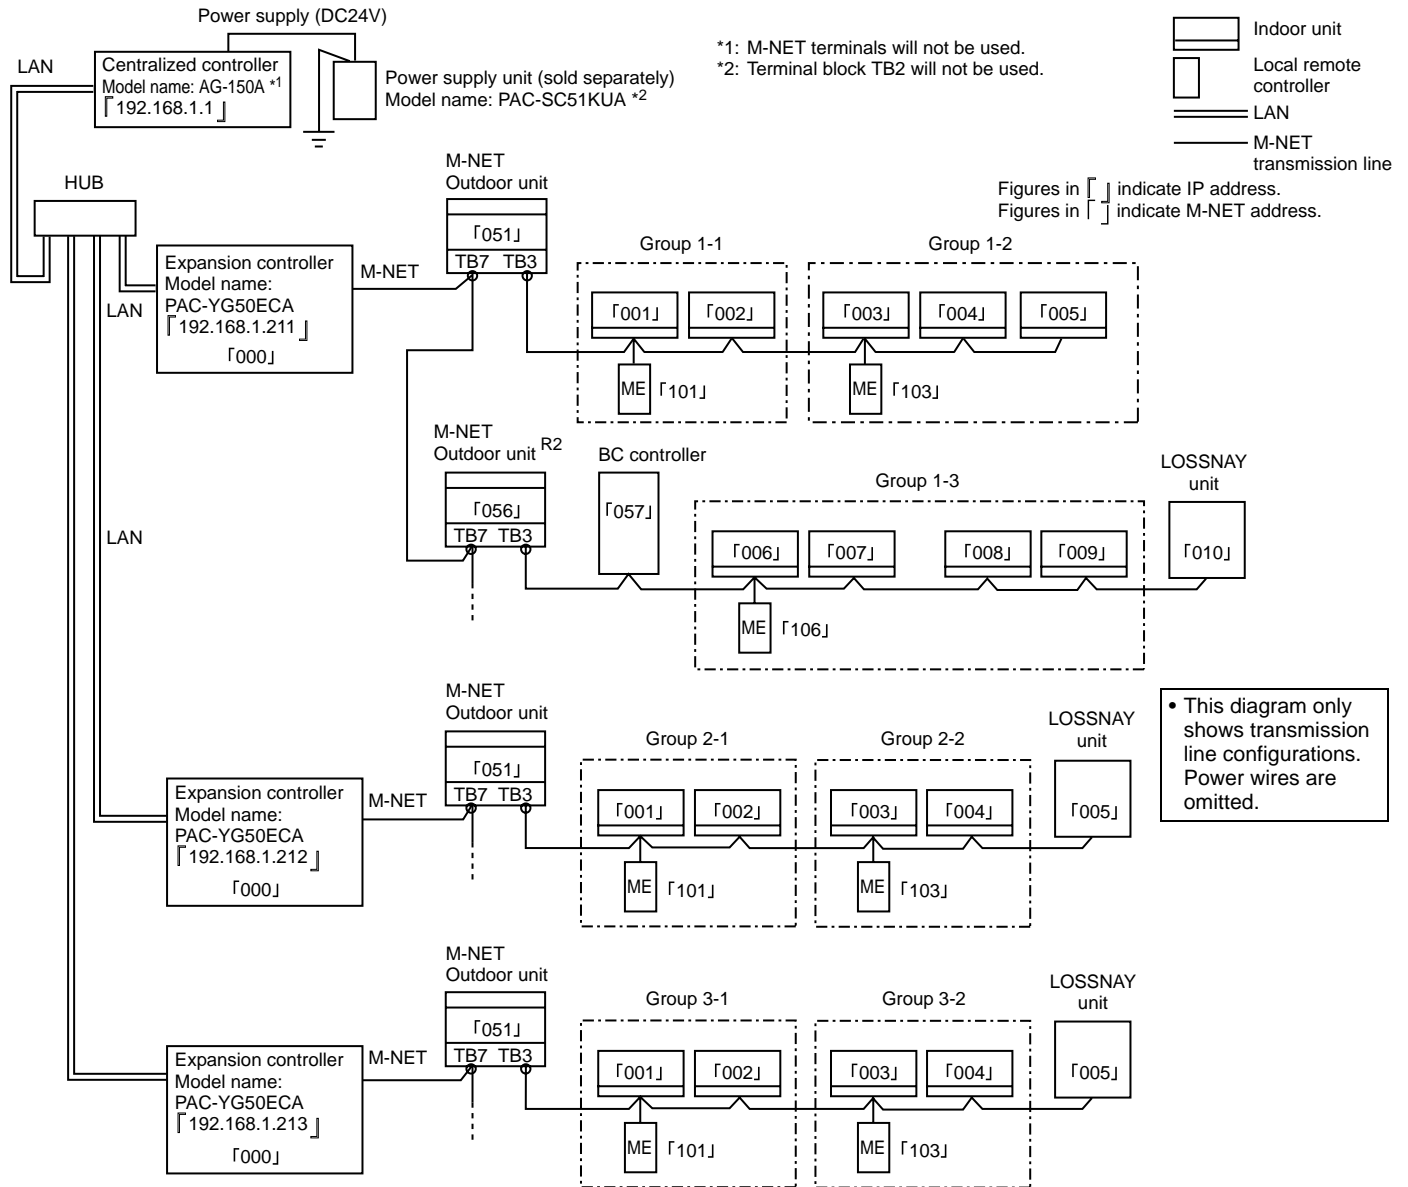 Power supply (DC24V)
LAN
Centralized controller
Model name: AG-150A *1
『192.168.1.1 』
Power supply unit (sold separately)
Model name: PAC-SC51KUA *2
*1: M-NET terminals will not be used.
*2: Terminal block TB2 will not be used.
Indoor unit
Local remote
controller
LAN
M-NET
transmission line
Figures in『 』indicate IP address.
Figures in「 」indicate M-NET address.
HUB
LAN
Expansion controller
Model name:
PAC-YG50ECA
『192.168.1.211 』
「000」
M-NET
M-NET
Outdoor unit
「051」
TB7 TB3
Group 1-1
「001」
「002」
ME
「101」
Group 1-2
「003」
「004」
「005」
ME
「103」
M-NET
Outdoor unit R2
「056」
TB7 TB3
BC controller
「057」
Group 1-3
「006」
「007」
「008」
「009」
ME
「106」
LOSSNAY
unit
「010」
LAN
Expansion controller
Model name:
PAC-YG50ECA
『192.168.1.212 』
「000」
M-NET
M-NET
Outdoor unit
「051」
TB7 TB3
Group 2-1
「001」
「002」
ME
「101」
Group 2-2
「003」
「004」
ME
「103」
LOSSNAY
unit
「005」
• This diagram only
shows transmission
line configurations.
Power wires are
omitted.
Expansion controller
Model name:
PAC-YG50ECA
『192.168.1.213 』
「000」
M-NET
M-NET
Outdoor unit
「051」
TB7 TB3
Group 3-1
「001」
「002」
ME
「101」
Group 3-2
「003」
「004」
ME
「103」
LOSSNAY
unit
「005」